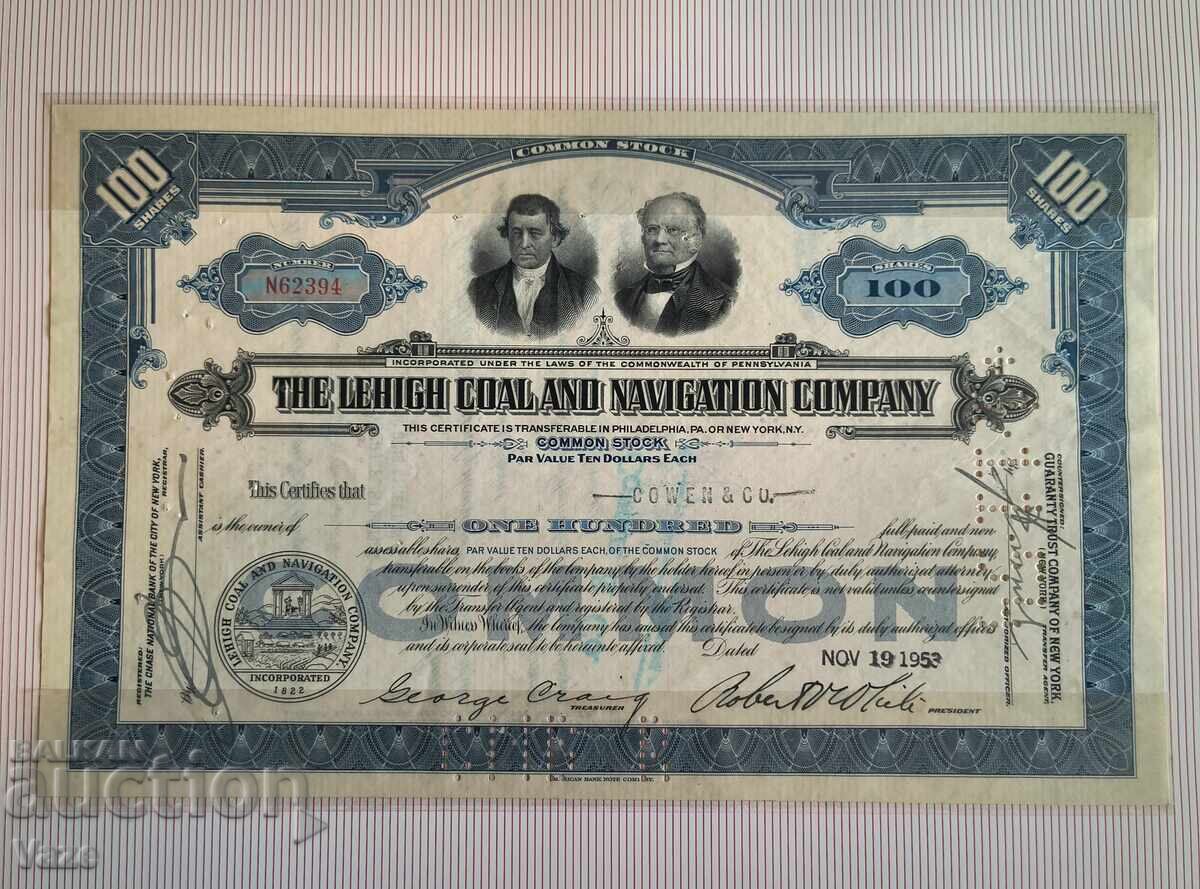 COMMON STOCK
100 SHARES
100 SHARES
NUMBER
N62394
SHARES
100
INCORPORATED UNDER THE LAWS OF THE COMMONWEALTH OF PENNSYLVANIA
THE LEHIGH COAL AND NAVIGATION COMPANY
THIS CERTIFICATE IS TRANSFERABLE IN PHILADELPHIA, PA. OR NEW YORK, N.Y.
COMMON STOCK
PAR VALUE TEN DOLLARS EACH
This Certifies that COWEN & CO.
is the owner of ONE HUNDRED full-paid and non-
assessable shares, PAR VALUE TEN DOLLARS EACH, OF THE COMMON STOCK of The Lehigh Coal and Navigation Company,
transferable on the books of the Company by the holder hereof in person or by duly authorized attorney
upon surrender of this certificate properly endorsed. This certificate is not valid unless countersigned
by the Transfer Agent and registered by the Registrar.
In Witness Whereof, the Company has caused this certificate to be signed by its duly authorized officers
and its corporate seal to be hereunto affixed. Dated NOV 19 1953
COMMON
LEHIGH COAL AND NAVIGATION COMPANY
INCORPORATED
1822
George Craig
TREASURER
Robert V White
PRESIDENT
REGISTERED:
THE CHASE NATIONAL BANK OF THE CITY OF NEW YORK,
REGISTRAR,
By
ASSISTANT CASHIER.
COUNTERSIGNED:
GUARANTY TRUST COMPANY OF NEW YORK,
(NEW YORK) TRANSFER AGENT,
By
AUTHORIZED OFFICER.
BANK NOTE
BALKAN
auction
Vaze